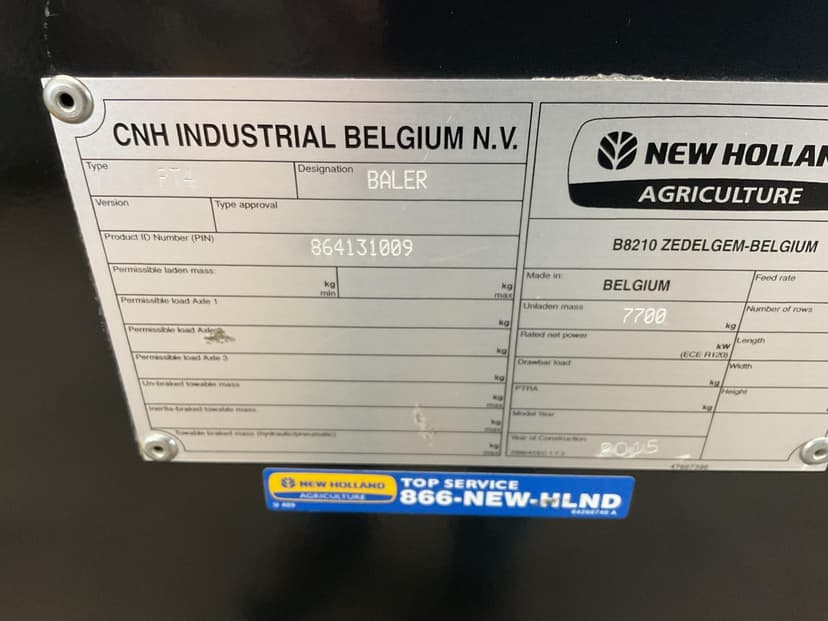 CNH INDUSTRIAL BELGIUM N.V.
Type PT4
Designation BALER
Version
Type approval
Product ID Number (PIN) 864131009
Permissible laden mass:
kg min
kg max
Permissible load Axle 1 kg
Permissible load Axle kg
Permissible load Axle 3 kg
Un-braked towable mass kg max
Inertia-braked towable mass kg max
Towable braked mass (hydraulic/pneumatic) kg max
NEW HOLLAN
AGRICULTURE
B8210 ZEDELGEM-BELGIUM
Made in: BELGIUM
Feed rate
Unladen mass 7700 kg
Number of rows
Rated net power kW (ECE R120)
Length
Drawbar load kg
Width
PTRA kg
Height
Model Year
Year of Construction 2015
NEW HOLLAND
AGRICULTURE
TOP SERVICE
866-NEW-HLND